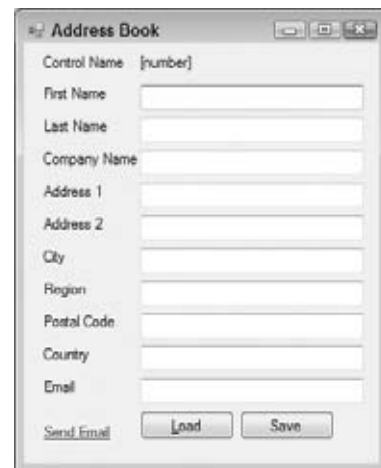 Address Book
Control Name [number]
First Name
Last Name
Company Name
Address 1
Address 2
City
Region
Postal Code
Country
Email
Send Email Load Save